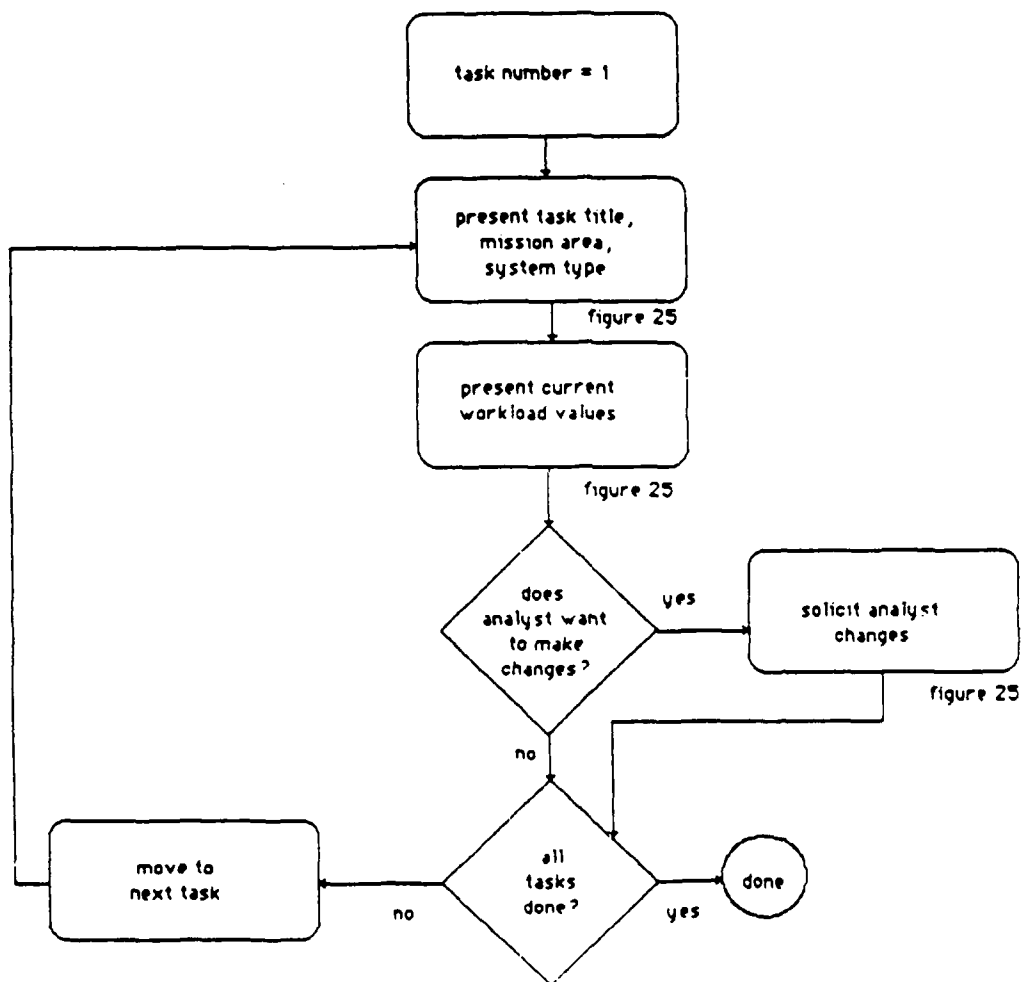 task number = 1
present task title,
mission area,
system type
figure 25
present current
workload values
figure 25
does
analyst want
to make
changes?
yes
solicit analyst
changes
figure 25
no
all
tasks
done?
yes
done
no
move to
next task